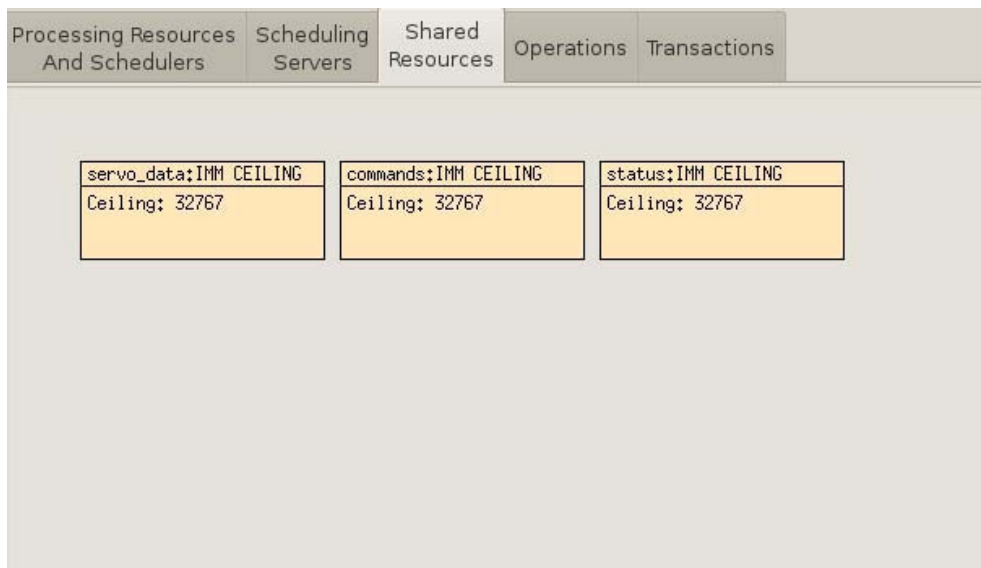 Processing Resources
And Schedulers
Scheduling
Servers
Shared
Resources
Operations
Transactions
servo_data:IMM CEILING
Ceiling: 32767
commands:IMM CEILING
Ceiling: 32767
status:IMM CEILING
Ceiling: 32767